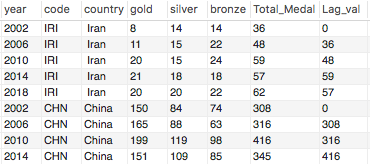 year code country gold silver bronze Total_Medal Lag_val
2002 IRI Iran 8 14 14 36 0
2006 IRI Iran 11 15 22 48 36
2010 IRI Iran 20 15 24 59 48
2014 IRI Iran 21 18 18 57 59
2018 IRI Iran 20 20 22 62 57
2002 CHN China 150 84 74 308 0
2006 CHN China 165 88 63 316 308
2010 CHN China 199 119 98 416 316
2014 CHN China 151 109 85 345 416